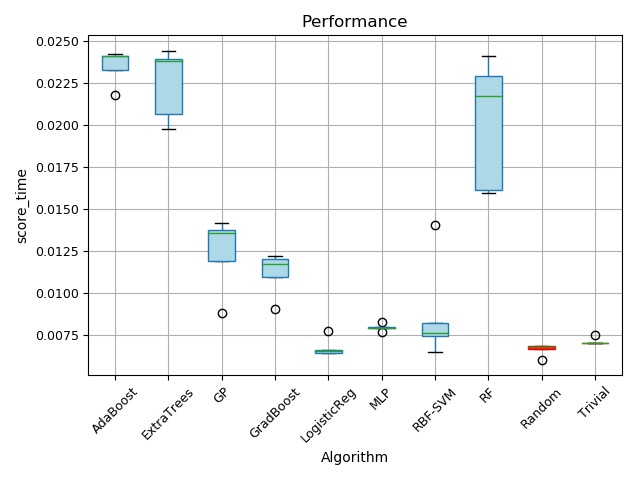 Performance
0.0250
0.0225
0.0200
0.0175
0.0150
0.0125
0.0100
0.0075
score_time
AdaBoost
ExtraTrees
GP
GradBoost
LogisticReg
MLP
RBF-SVM
RF
Random
Trivial
Algorithm